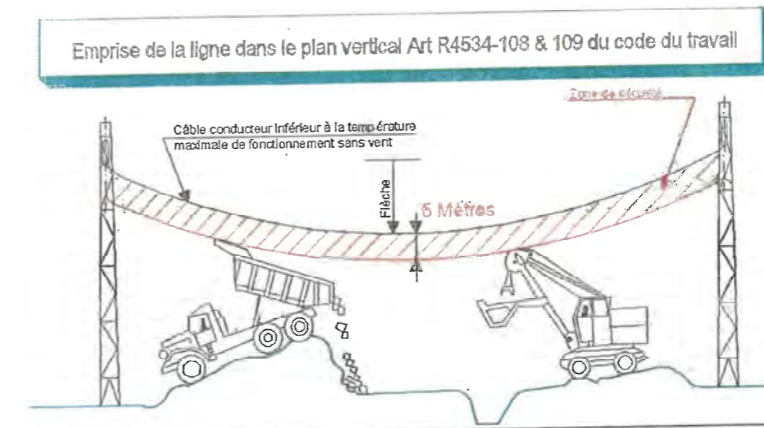 Emprise de la ligne dans le plan vertical Art R4534-108 & 109 du code du travail
Zone de sécurité
Câble conducteur inférieur à la température
maximale de fonctionnement sans vent
Flèche
5 Mètres